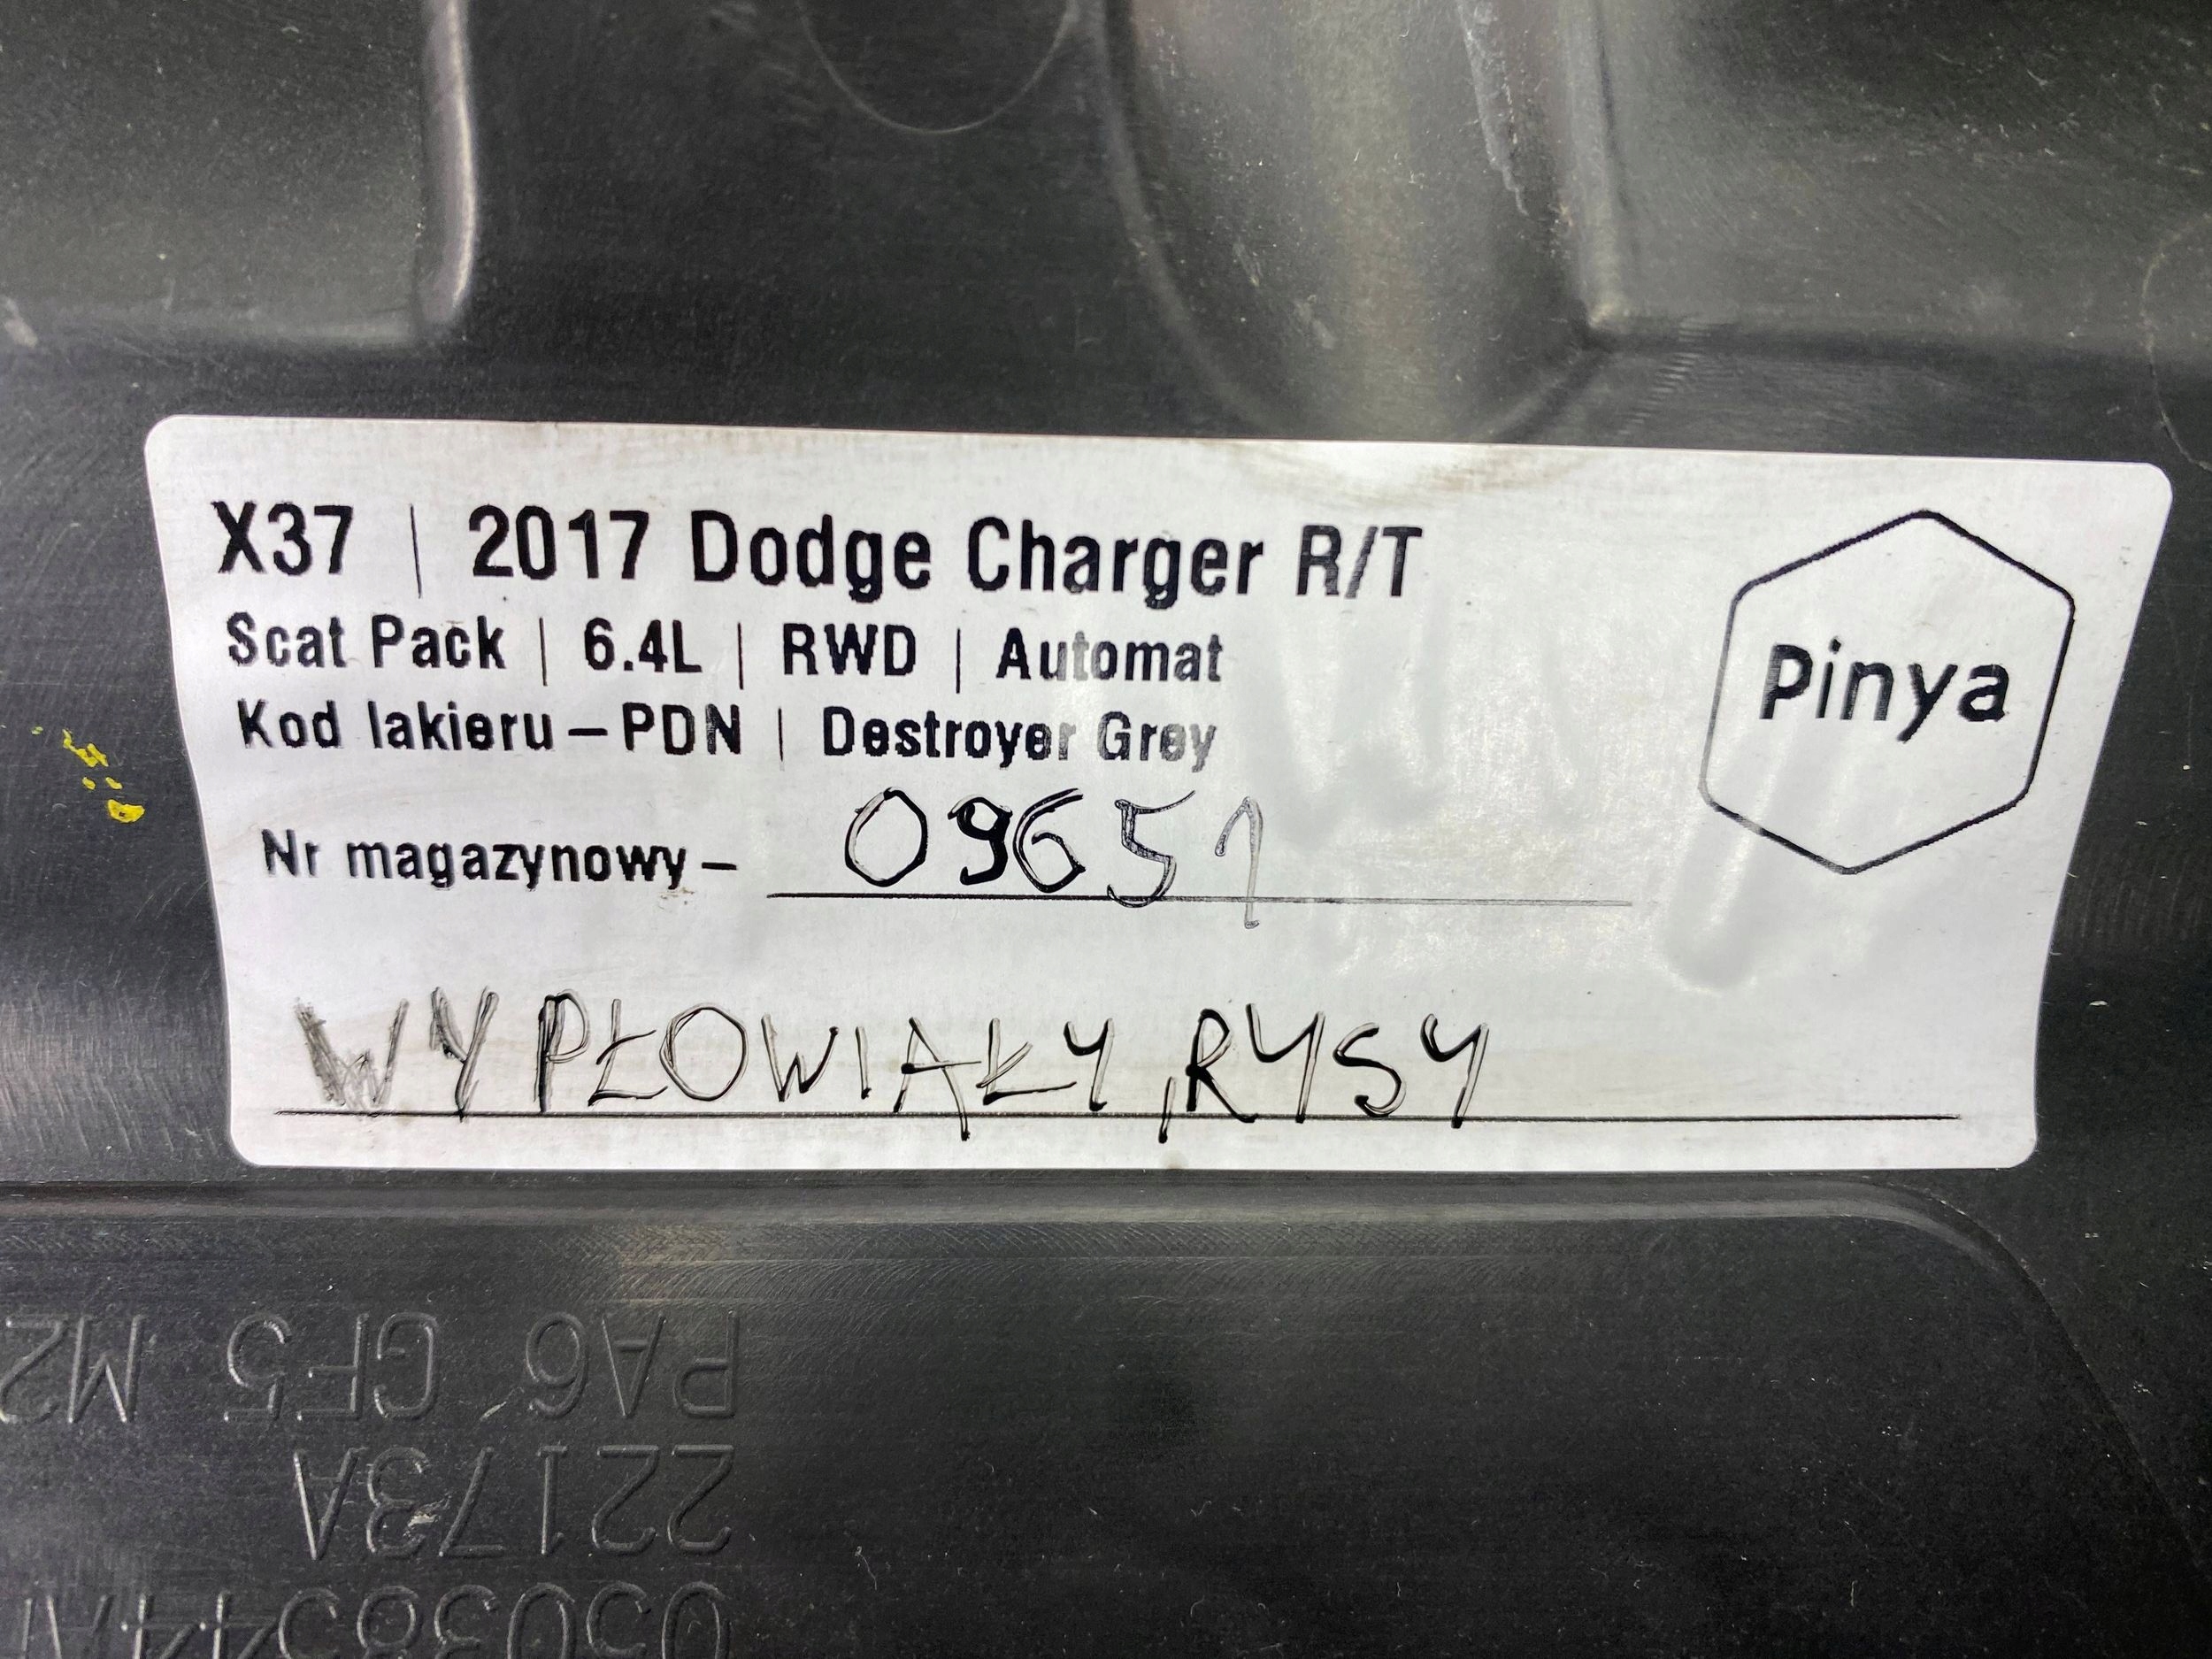 X37 | 2017 Dodge Charger R/T
Scat Pack | 6.4L | RWD | Automat
Kod lakieru – PDN | Destroyer Grey
Nr magazynowy – 09651
WYPŁOWIAŁY, RYSY
Pinya
22173A
PA6 GF5 M2